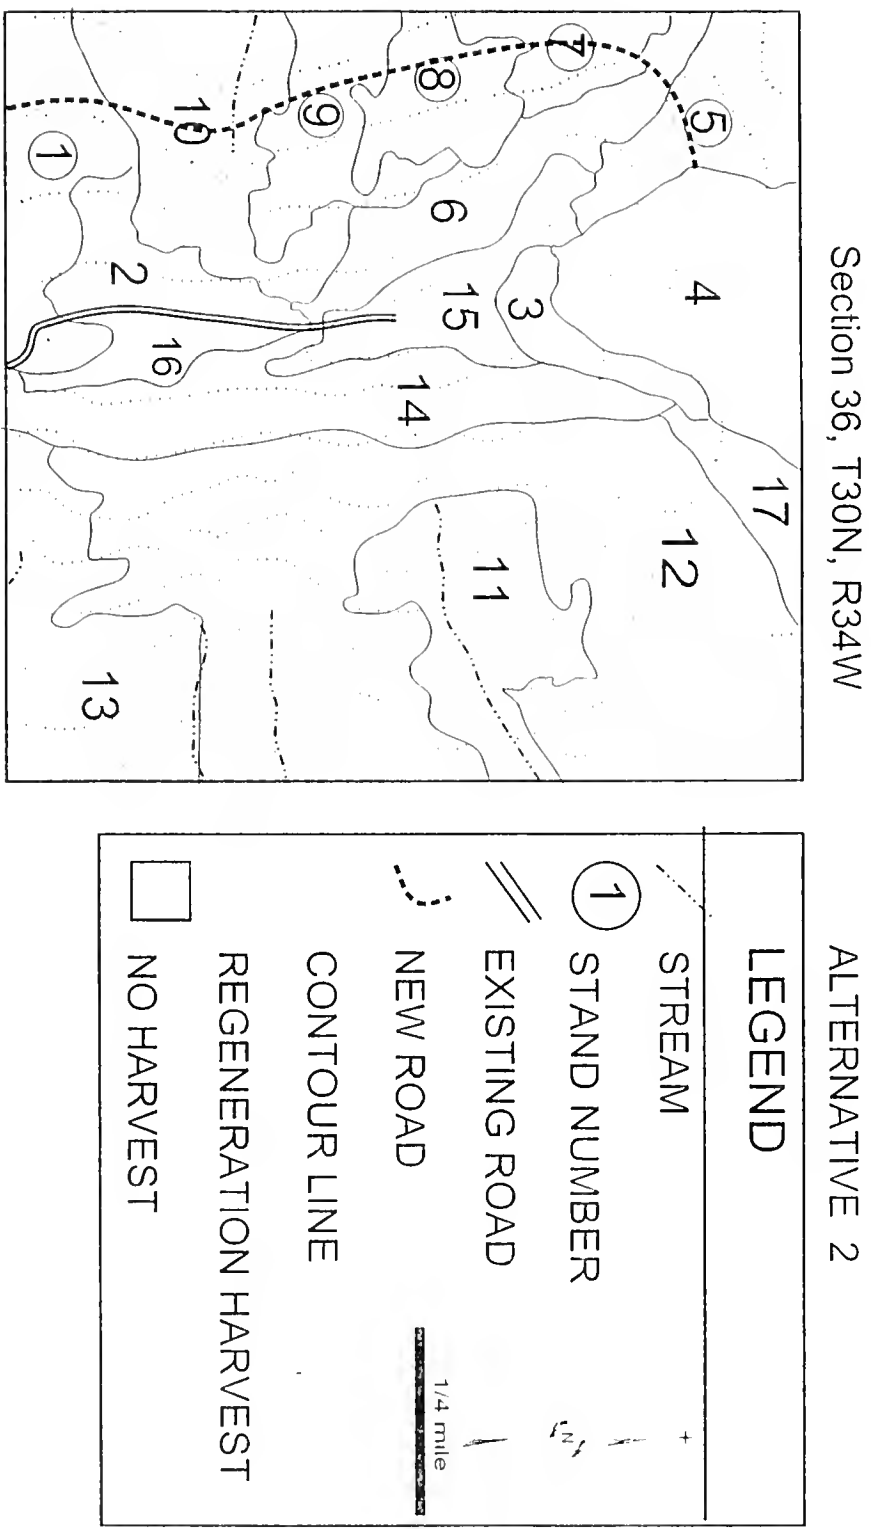 Section 36, T30N, R34W
ALTERNATIVE 2
5
4
17
12
7
3
15
11
8
6
14
9
10
16
2
1
13
LEGEND
STREAM
1 STAND NUMBER
EXISTING ROAD
NEW ROAD
CONTOUR LINE
REGENERATION HARVEST
NO HARVEST
N
1/4 mile